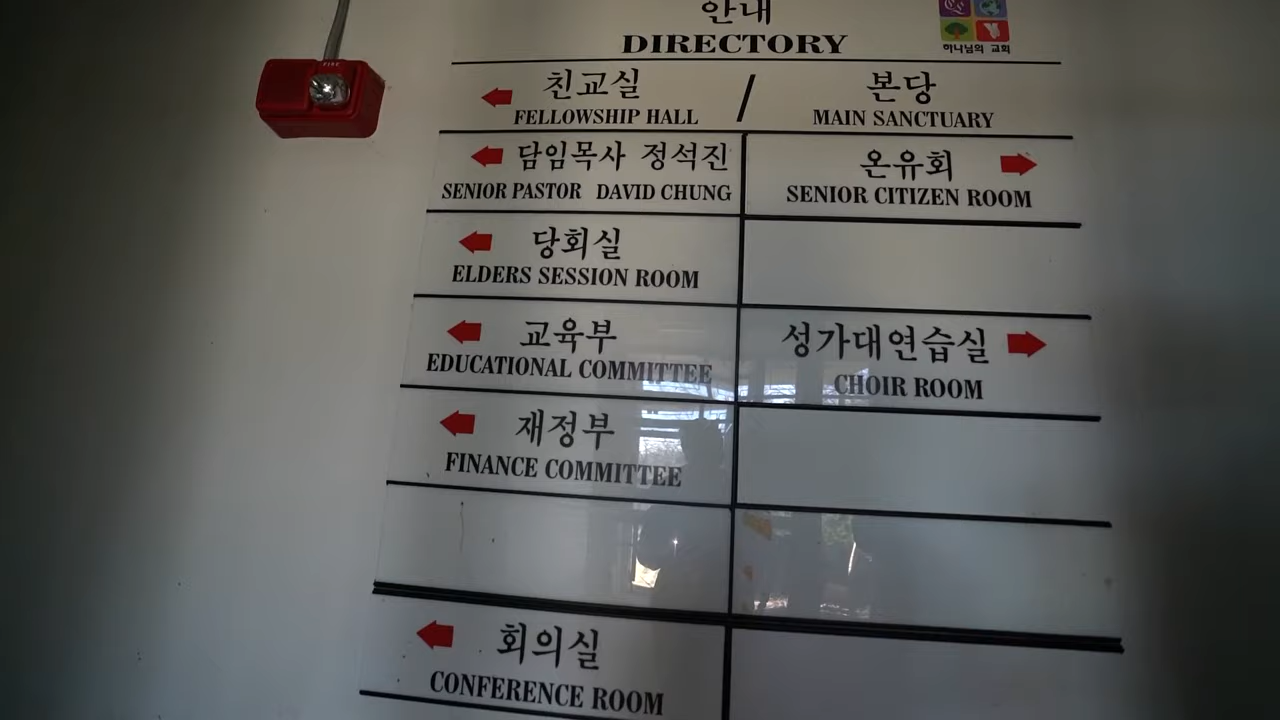 안내
DIRECTORY
하나님의 교회
친교실 / 본당
FELLOWSHIP HALL MAIN SANCTUARY
담임목사 정석진
SENIOR PASTOR DAVID CHUNG
온유회
SENIOR CITIZEN ROOM
당회실
ELDERS SESSION ROOM
교육부
EDUCATIONAL COMMITTEE
성가대연습실
CHOIR ROOM
재정부
FINANCE COMMITTEE
회의실
CONFERENCE ROOM
FIRE